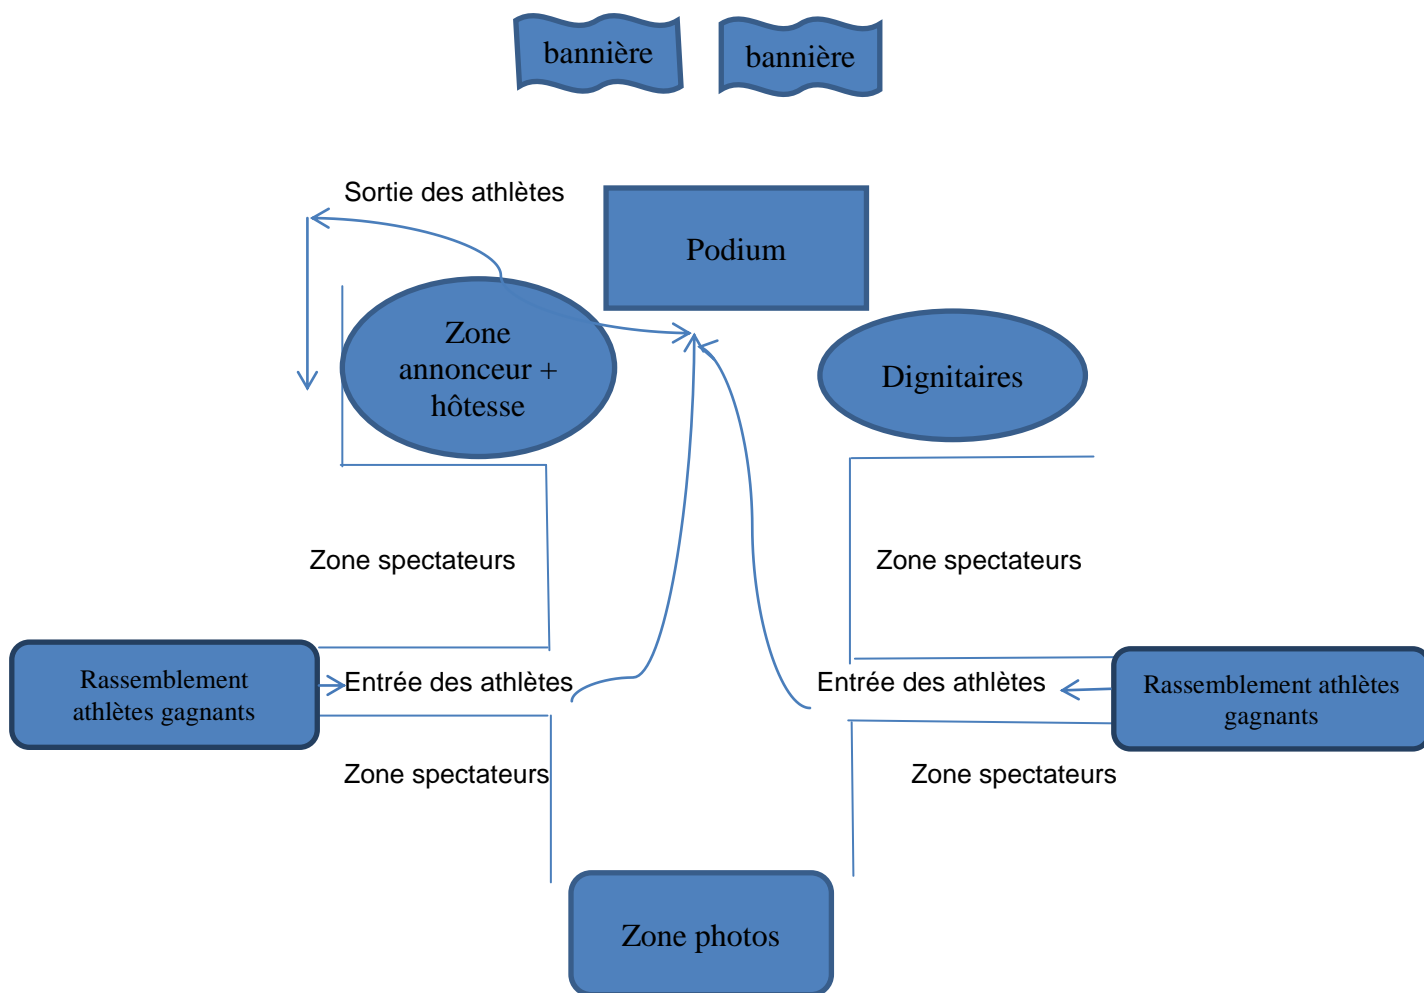 bannière
bannière
Sortie des athlètes
Podium
Zone
annonceur +
hôtesse
Dignitaires
Zone spectateurs
Zone spectateurs
Rassemblement
athlètes gagnants
Entrée des athlètes
Entrée des athlètes
Rassemblement athlètes
gagnants
Zone spectateurs
Zone spectateurs
Zone photos